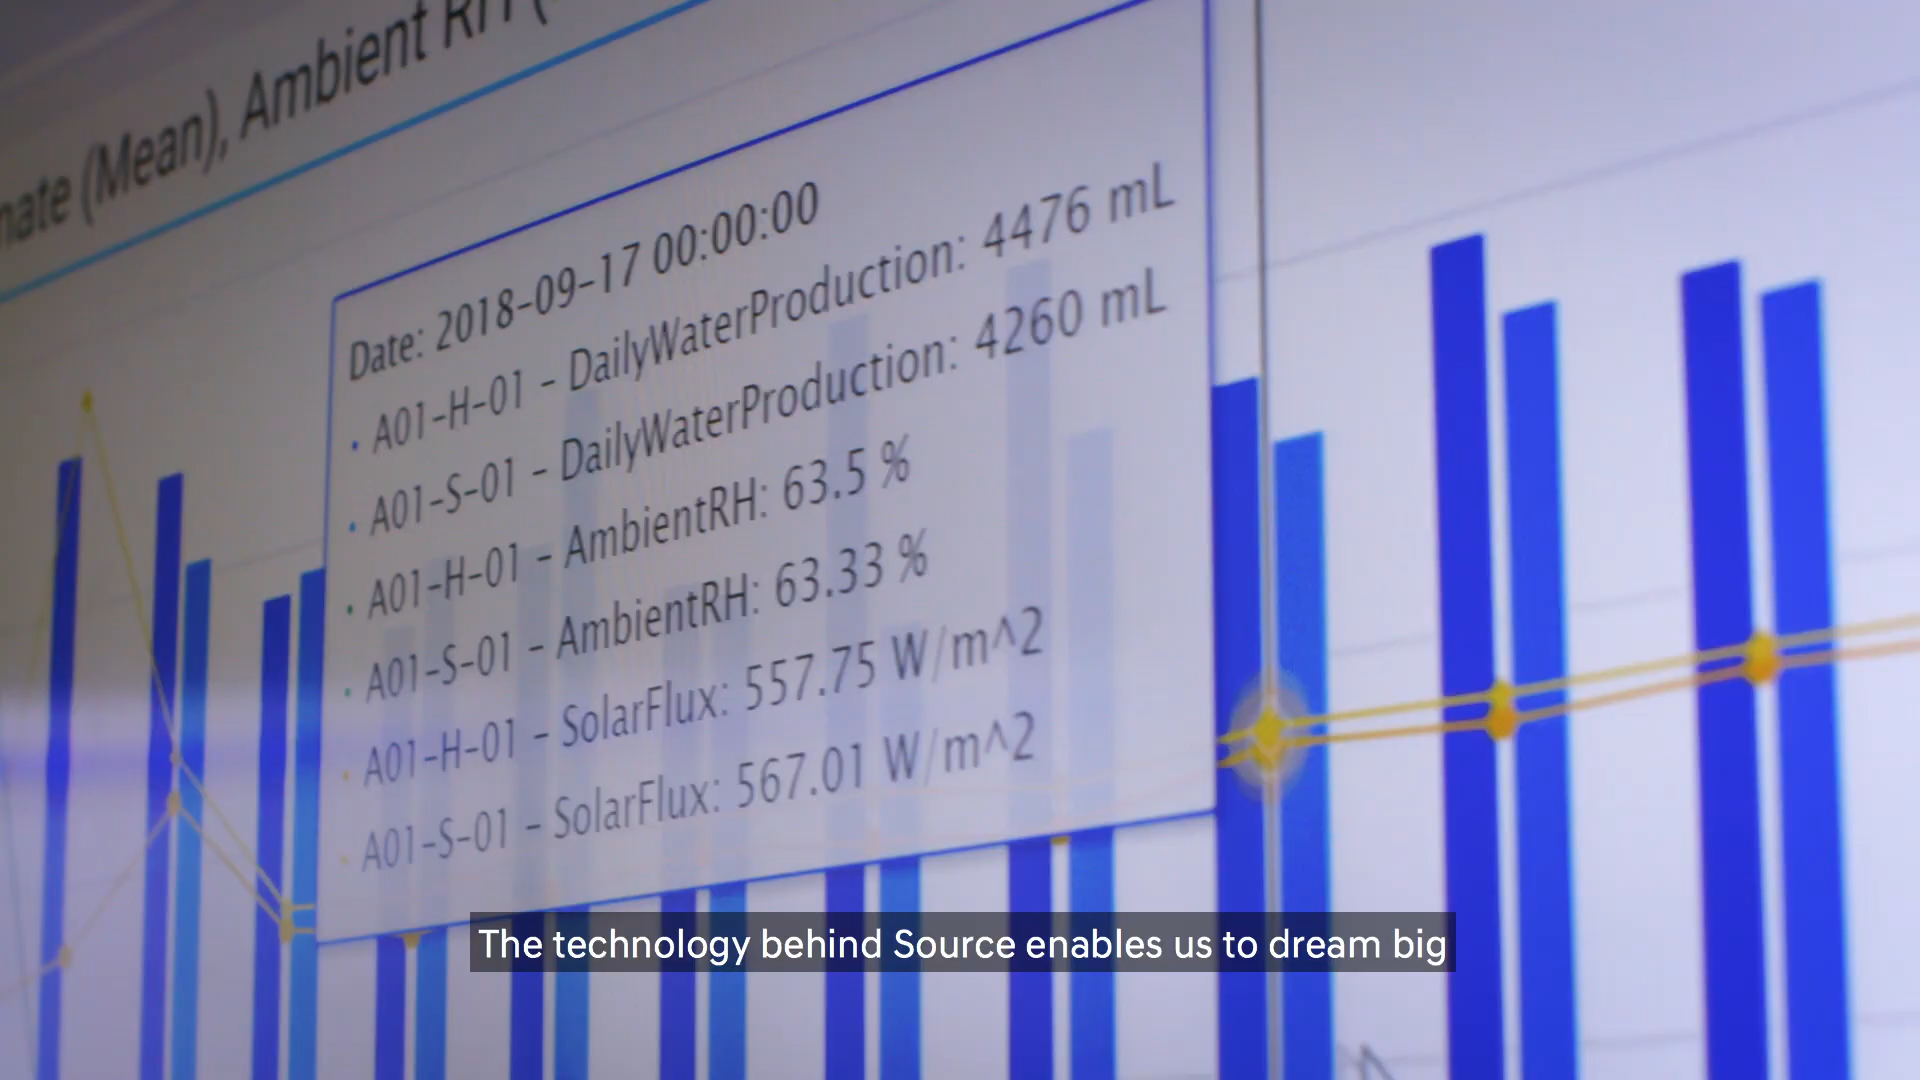 (Mean), Ambient RH (
Date: 2018-09-17 00:00:00
• A01-H-01 - DailyWaterProduction: 4476 mL
• A01-S-01 - DailyWaterProduction: 4260 mL
• A01-H-01 - AmbientRH: 63.5 %
• A01-S-01 - AmbientRH: 63.33 %
• A01-H-01 - SolarFlux: 557.75 W/m^2
• A01-S-01 - SolarFlux: 567.01 W/m^2
The technology behind Source enables us to dream big